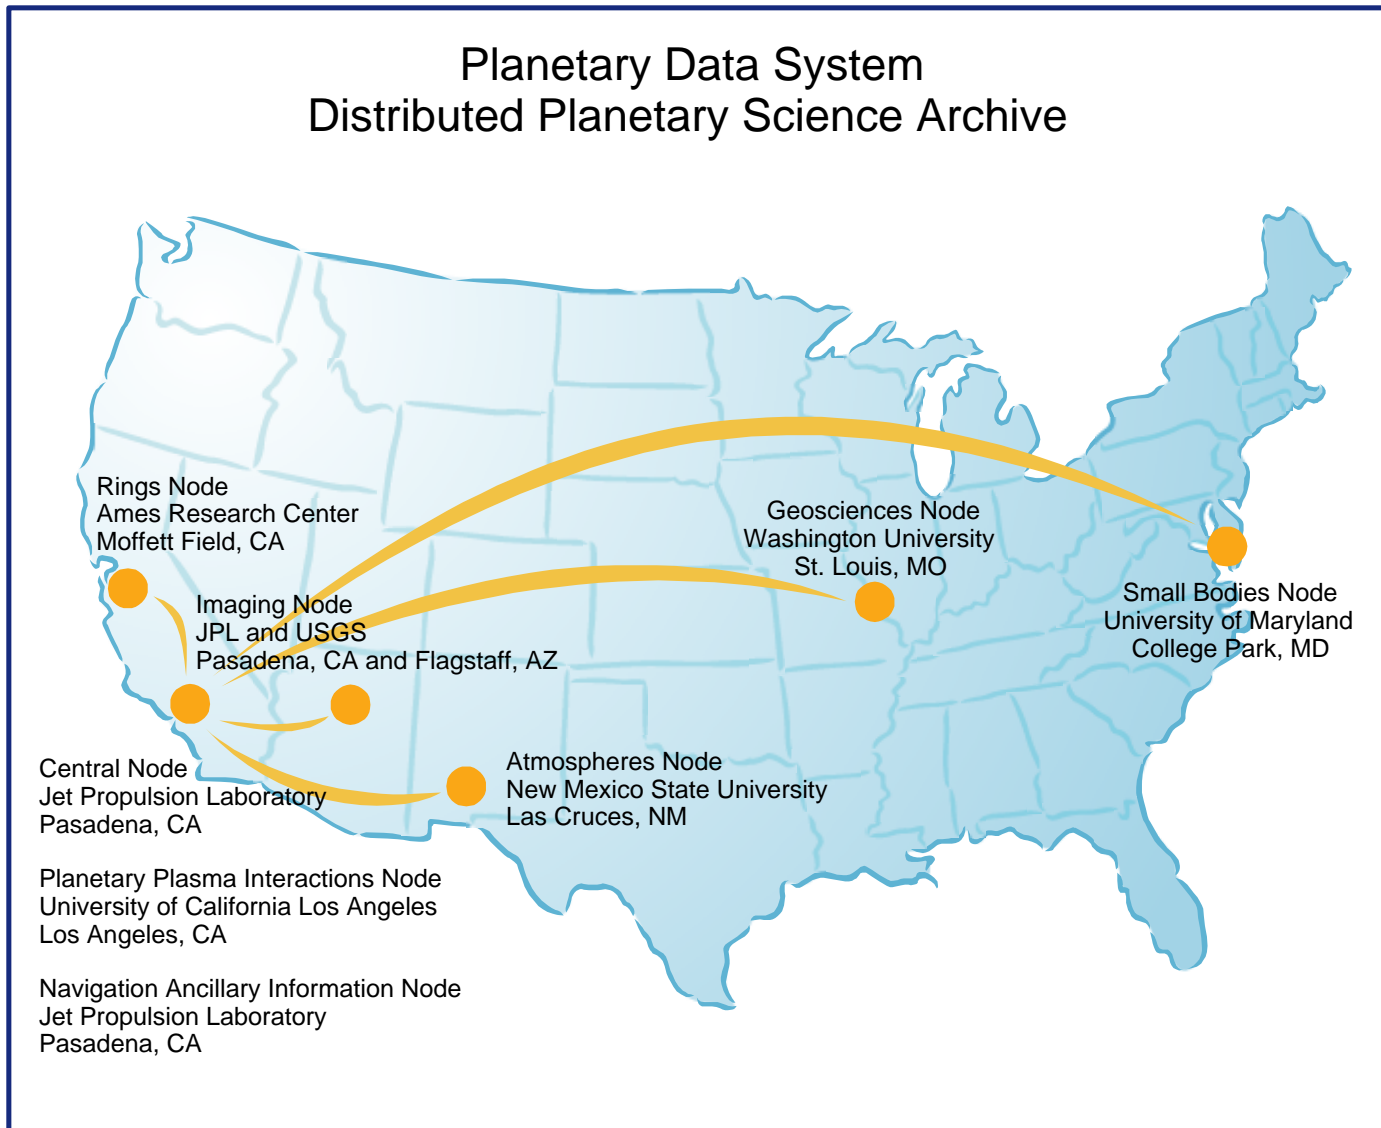 Planetary Data System
Distributed Planetary Science Archive
Rings Node
Ames Research Center
Moffett Field, CA
Imaging Node
JPL and USGS
Pasadena, CA and Flagstaff, AZ
Geosciences Node
Washington University
St. Louis, MO
Small Bodies Node
University of Maryland
College Park, MD
Central Node
Jet Propulsion Laboratory
Pasadena, CA
Atmospheres Node
New Mexico State University
Las Cruces, NM
Planetary Plasma Interactions Node
University of California Los Angeles
Los Angeles, CA
Navigation Ancillary Information Node
Jet Propulsion Laboratory
Pasadena, CA